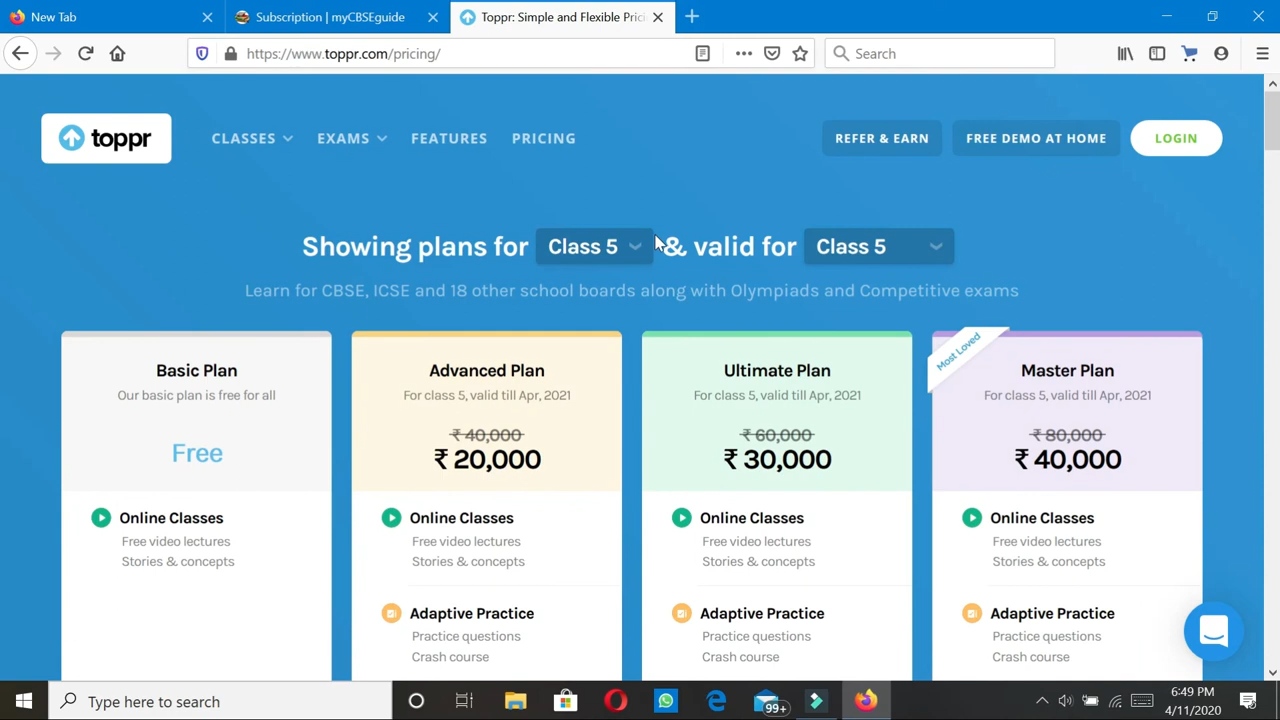 New Tab
Subscription | myCBSEguide
Toppr: Simple and Flexible Pric
https://www.toppr.com/pricing/
Search
toppr
CLASSES
EXAMS
FEATURES
PRICING
REFER & EARN
FREE DEMO AT HOME
LOGIN
Showing plans for Class 5 & valid for Class 5
Learn for CBSE, ICSE and 18 other school boards along with Olympiads and Competitive exams
Basic Plan
Our basic plan is free for all
Free
Online Classes
Free video lectures
Stories & concepts
Advanced Plan
For class 5, valid till Apr, 2021
₹ 40,000
₹ 20,000
Online Classes
Free video lectures
Stories & concepts
Adaptive Practice
Practice questions
Crash course
Ultimate Plan
For class 5, valid till Apr, 2021
₹ 60,000
₹ 30,000
Online Classes
Free video lectures
Stories & concepts
Adaptive Practice
Practice questions
Crash course
Most Loved
Master Plan
For class 5, valid till Apr, 2021
₹ 80,000
₹ 40,000
Online Classes
Free video lectures
Stories & concepts
Adaptive Practice
Practice questions
Crash course
Type here to search
99+
6:49 PM
4/11/2020